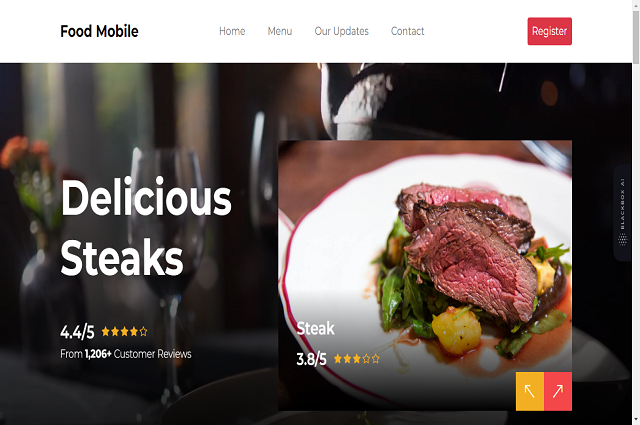 Food Mobile
Home
Menu
Our Updates
Contact
Register
Delicious
Steaks
4.4/5
From 1,206+ Customer Reviews
Steak
3.8/5
BLACKBOX AI